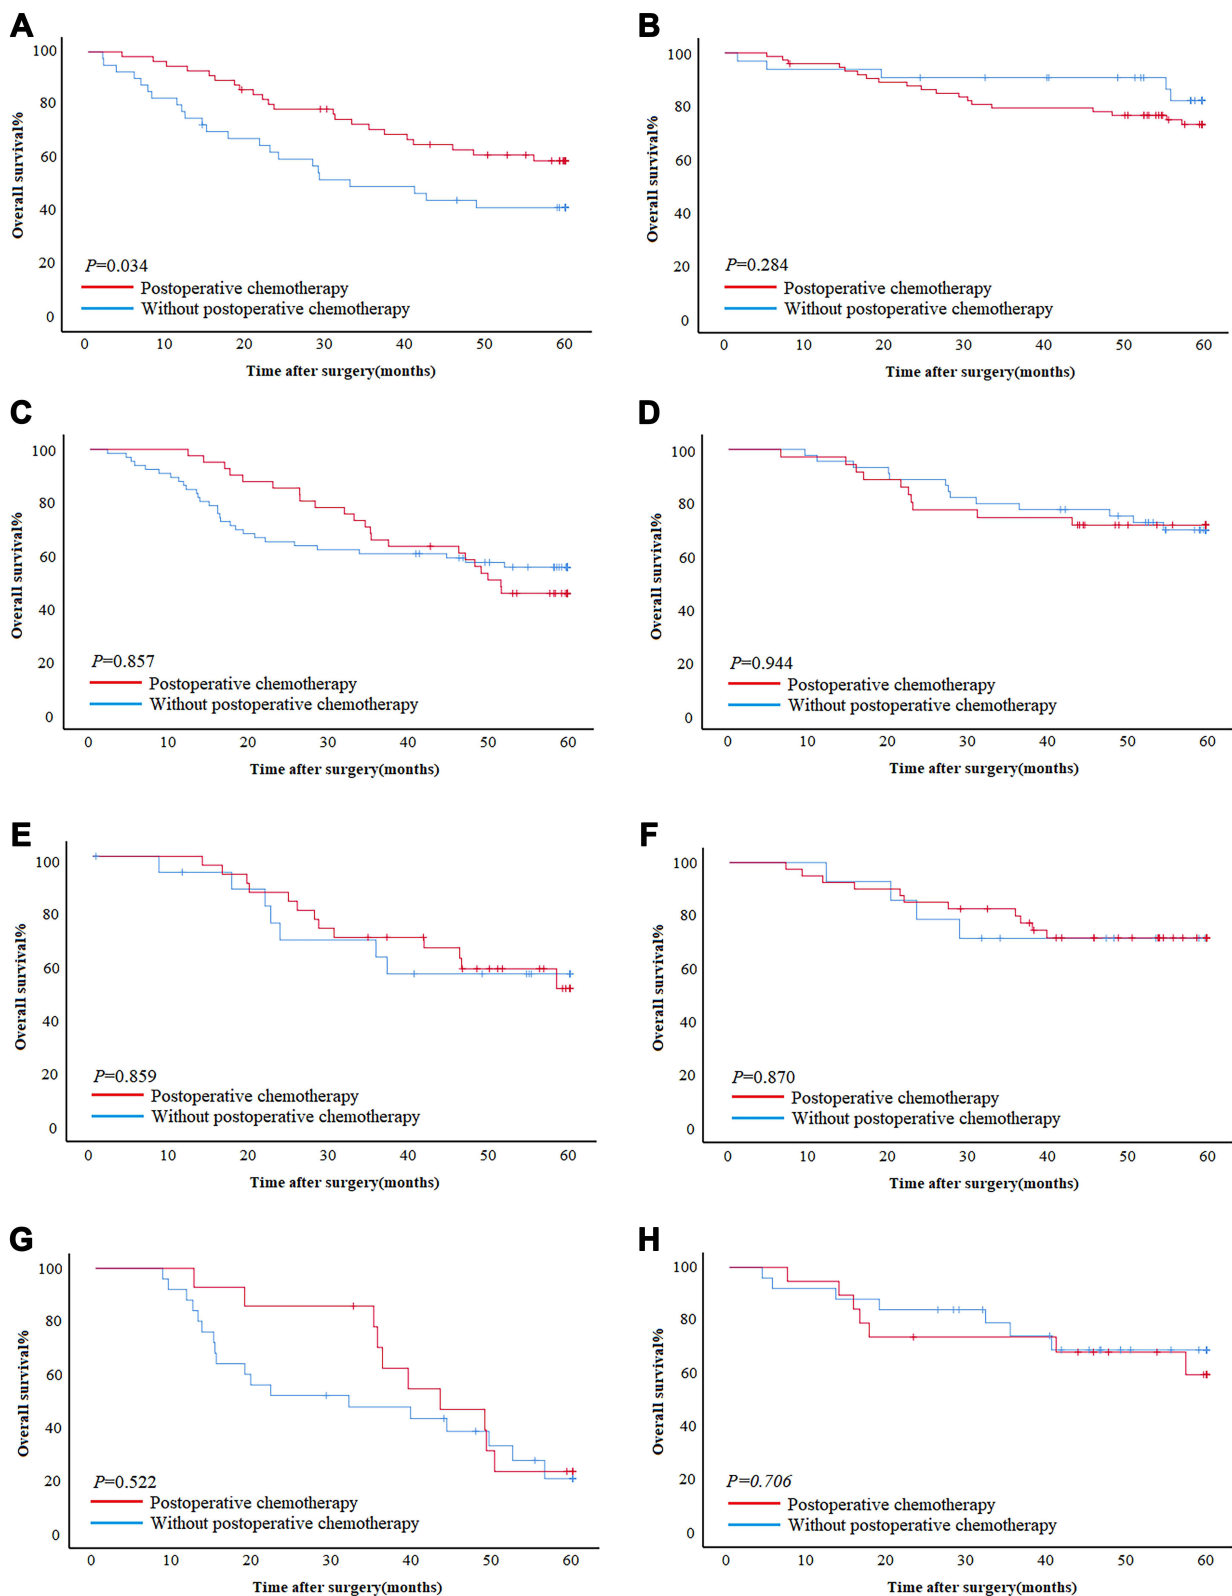 A
100
80
60
40
20
0
Overall survival%
P=0.034
Postoperative chemotherapy
Without postoperative chemotherapy
0 10 20 30 40 50 60
Time after surgery(months)
B
100
80
60
40
20
0
Overall survival%
P=0.284
Postoperative chemotherapy
Without postoperative chemotherapy
0 10 20 30 40 50 60
Time after surgery(months)
C
100
80
60
40
20
0
Overall survival%
P=0.857
Postoperative chemotherapy
Without postoperative chemotherapy
0 10 20 30 40 50 60
Time after surgery(months)
D
100
80
60
40
20
0
Overall survival%
P=0.944
Postoperative chemotherapy
Without postoperative chemotherapy
0 10 20 30 40 50 60
Time after surgery(months)
E
100
80
60
40
20
0
Overall survival%
P=0.859
Postoperative chemotherapy
Without postoperative chemotherapy
0 10 20 30 40 50 60
Time after surgery(months)
F
100
80
60
40
20
0
Overall survival%
P=0.870
Postoperative chemotherapy
Without postoperative chemotherapy
0 10 20 30 40 50 60
Time after surgery(months)
G
100
80
60
40
20
0
Overall survival%
P=0.522
Postoperative chemotherapy
Without postoperative chemotherapy
0 10 20 30 40 50 60
Time after surgery(months)
H
100
80
60
40
20
0
Overall survival%
P=0.706
Postoperative chemotherapy
Without postoperative chemotherapy
0 10 20 30 40 50 60
Time after surgery(months)